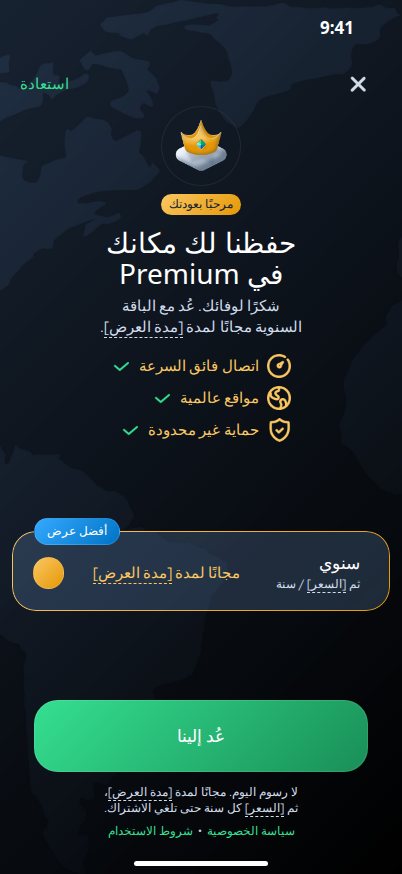 9:41
استعادة
مرحبًا بعودتك
حفظنا لك مكانك
في Premium
شكرًا لوفائك. عُد مع الباقة
السنوية مجانًا لمدة [مدة العرض].
اتصال فائق السرعة
مواقع عالمية
حماية غير محدودة
أفضل عرض
سنوي
ثم [السعر] / سنة
مجانًا لمدة [مدة العرض]
عُد إلينا
لا رسوم اليوم. مجانًا لمدة [مدة العرض]،
ثم [السعر] كل سنة حتى تلغي الاشتراك.
سياسة الخصوصية • شروط الاستخدام